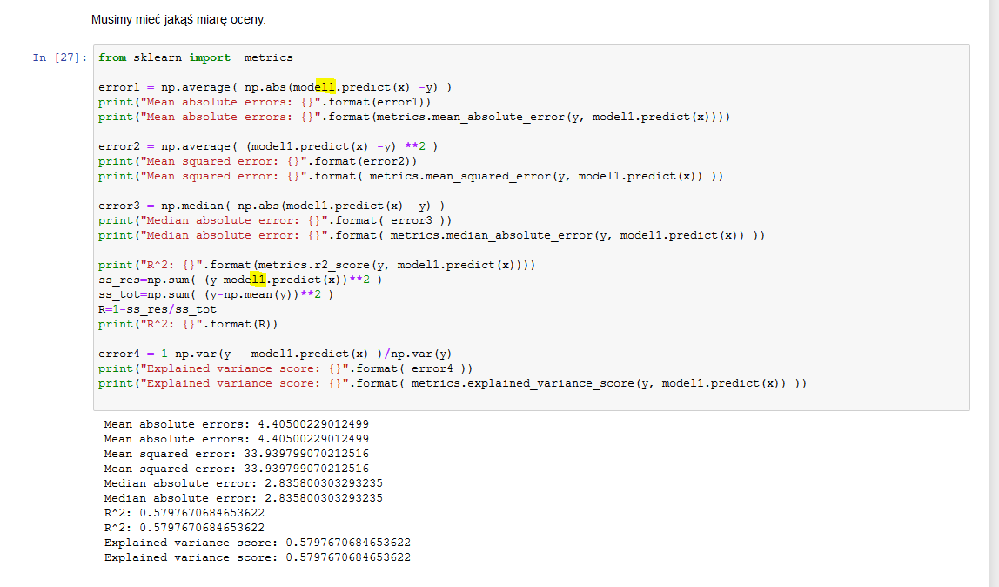 Musimy mieć jakąś miarę oceny.
In [27]:
from sklearn import  metrics
error1 = np.average( np.abs(model1.predict(x) -y) )
print("Mean absolute errors: {}".format(error1))
print("Mean absolute errors: {}".format(metrics.mean_absolute_error(y, model1.predict(x))))
error2 = np.average( (model1.predict(x) -y) **2 )
print("Mean squared error: {}".format(error2))
print("Mean squared error: {}".format( metrics.mean_squared_error(y, model1.predict(x)) ))
error3 = np.median( np.abs(model1.predict(x) -y) )
print("Median absolute error: {}".format( error3 ))
print("Median absolute error: {}".format( metrics.median_absolute_error(y, model1.predict(x)) ))
print("R^2: {}".format(metrics.r2_score(y, model1.predict(x))))
ss_res=np.sum( (y-model1.predict(x))**2 )
ss_tot=np.sum( (y-np.mean(y))**2 )
R=1-ss_res/ss_tot
print("R^2: {}".format(R))
error4 = 1-np.var(y - model1.predict(x) )/np.var(y)
print("Explained variance score: {}".format( error4 ))
print("Explained variance score: {}".format( metrics.explained_variance_score(y, model1.predict(x)) ))
Mean absolute errors: 4.40500229012499
Mean absolute errors: 4.40500229012499
Mean squared error: 33.939799070212516
Mean squared error: 33.939799070212516
Median absolute error: 2.835800303293235
Median absolute error: 2.835800303293235
R^2: 0.5797670684653622
R^2: 0.5797670684653622
Explained variance score: 0.5797670684653622
Explained variance score: 0.5797670684653622